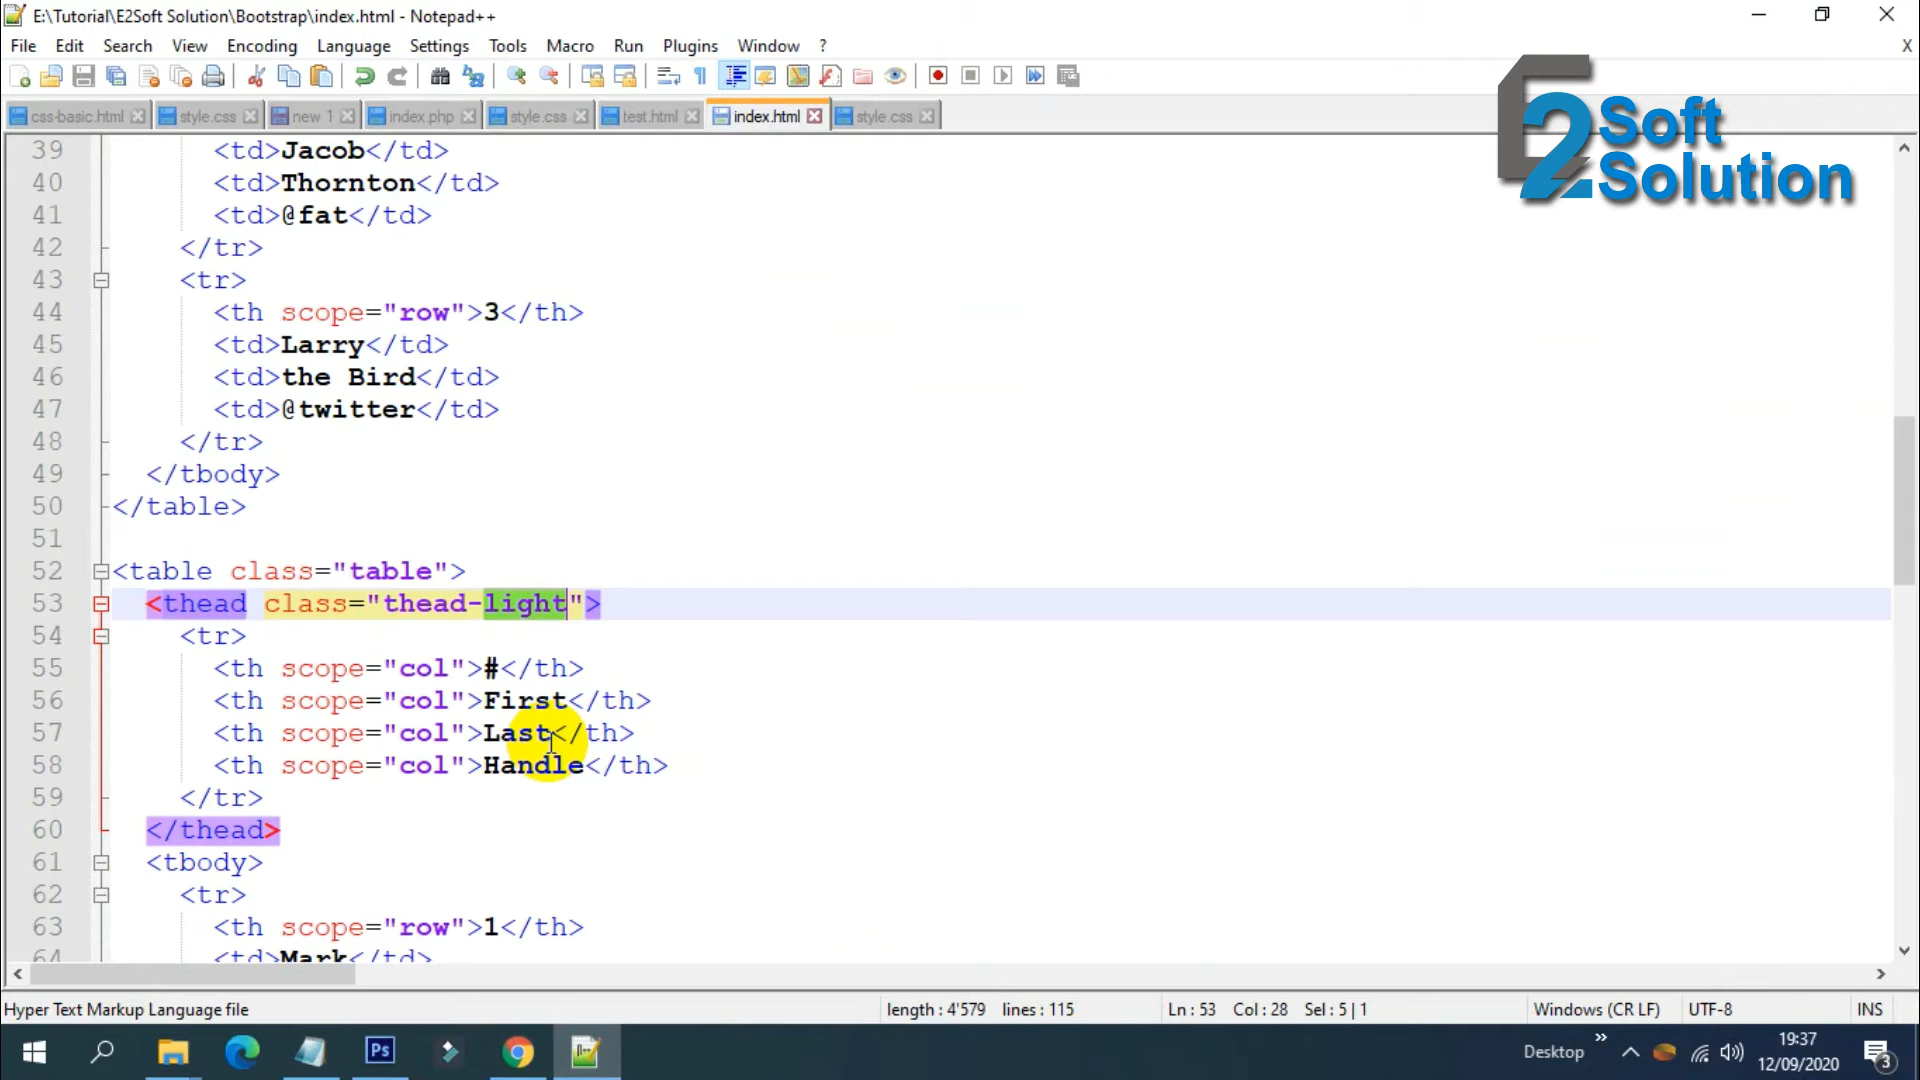 E:\Tutorial\E2Soft Solution\Bootstrap\index.html - Notepad++
File Edit Search View Encoding Language Settings Tools Macro Run Plugins Window ? X
css-basic.html style.css new 1 index.php style.css test.html index.html style.css
E2 Soft
Solution
39 <td>Jacob</td>
40 <td>Thornton</td>
41 <td>@fat</td>
42 </tr>
43 <tr>
44 <th scope="row">3</th>
45 <td>Larry</td>
46 <td>the Bird</td>
47 <td>@twitter</td>
48 </tr>
49 </tbody>
50 </table>
51
52 <table class="table">
53 <thead class="thead-light">
54 <tr>
55 <th scope="col">#</th>
56 <th scope="col">First</th>
57 <th scope="col">Last</th>
58 <th scope="col">Handle</th>
59 </tr>
60 </thead>
61 <tbody>
62 <tr>
63 <th scope="row">1</th>
64 <td>Mark</td>
Hyper Text Markup Language file length : 4'579 lines : 115 Ln : 53 Col : 28 Sel : 5 | 1 Windows (CR LF) UTF-8 INS
Ps Desktop » 19:37
12/09/2020 3